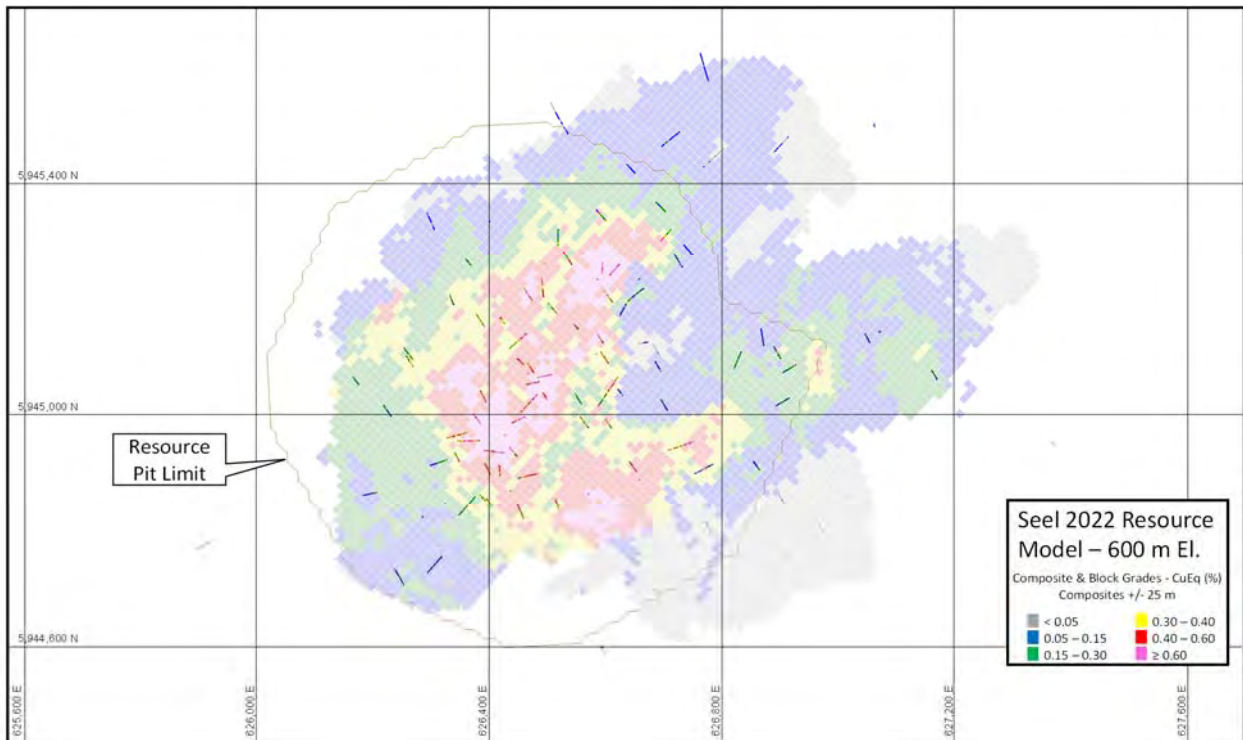 5,945,400 N
5,945,000 N
Resource
Pit Limit
5,944,600 N
625,600 E
626,000 E
626,400 E
626,800 E
627,200 E
627,600 E
Seel 2022 Resource
Model – 600 m El.
Composite & Block Grades - CuEq (%)
Composites +/- 25 m
< 0.05
0.05 – 0.15
0.15 – 0.30
0.30 – 0.40
0.40 – 0.60
≥ 0.60